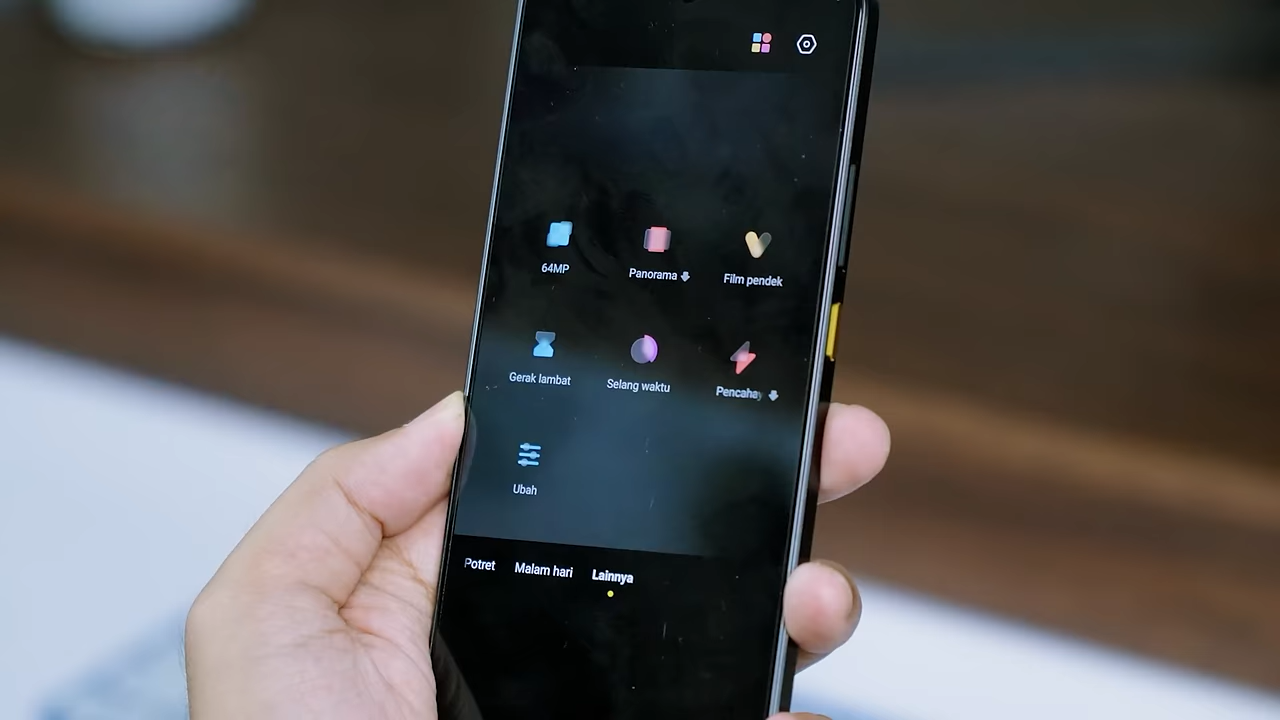 64MP
Panorama
Film pendek
Gerak lambat
Selang waktu
Pencahay
Ubah
Potret Malam hari Lainnya